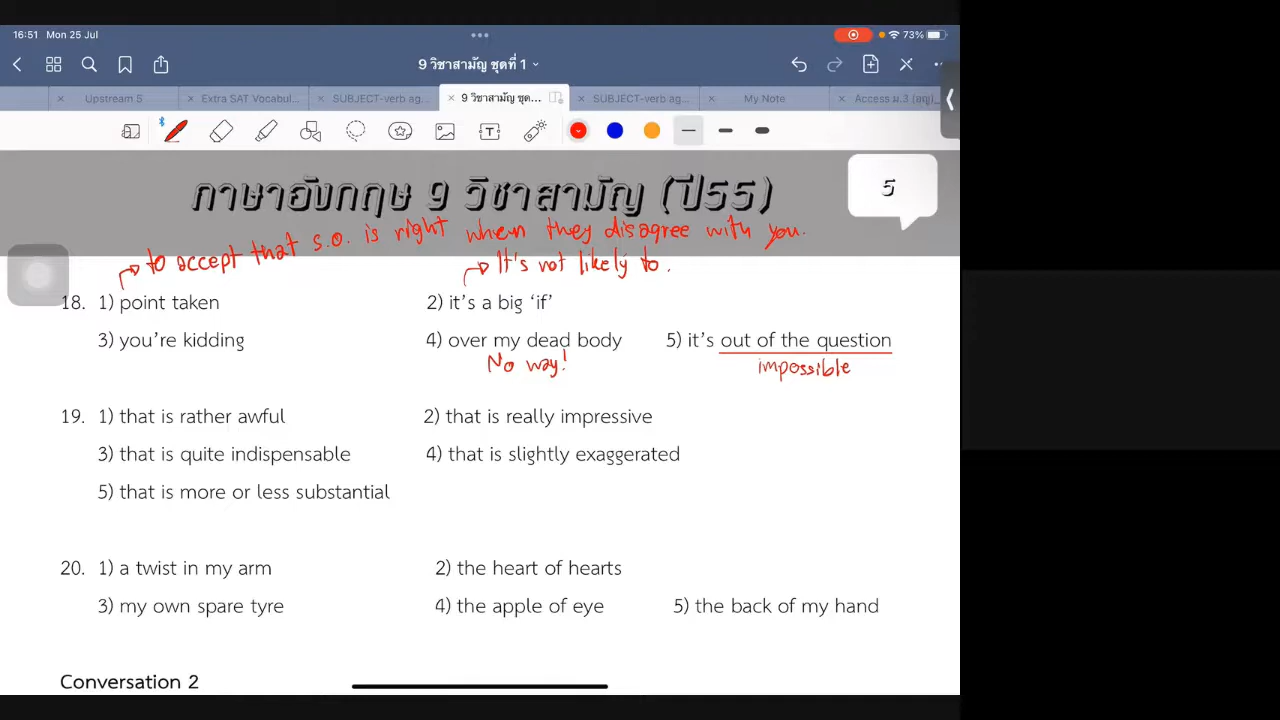 16:51 Mon 25 Jul
73%
9 วิชาสามัญ ชุดที่ 1
Upstream 5
Extra SAT Vocabul...
SUBJECT-verb ag...
9 วิชาสามัญ ชุด...
SUBJECT-verb ag...
My Note
Access ม.3 (อญ)_
ภาษาอังกฤษ 9 วิชาสามัญ (ปี55)
5
to accept that s.o. is right when they disagree with you.
It's not likely to.
18. 1) point taken 2) it's a big 'if'
3) you're kidding 4) over my dead body 5) it's out of the question
No way! impossible
19. 1) that is rather awful 2) that is really impressive
3) that is quite indispensable 4) that is slightly exaggerated
5) that is more or less substantial
20. 1) a twist in my arm 2) the heart of hearts
3) my own spare tyre 4) the apple of eye 5) the back of my hand
Conversation 2